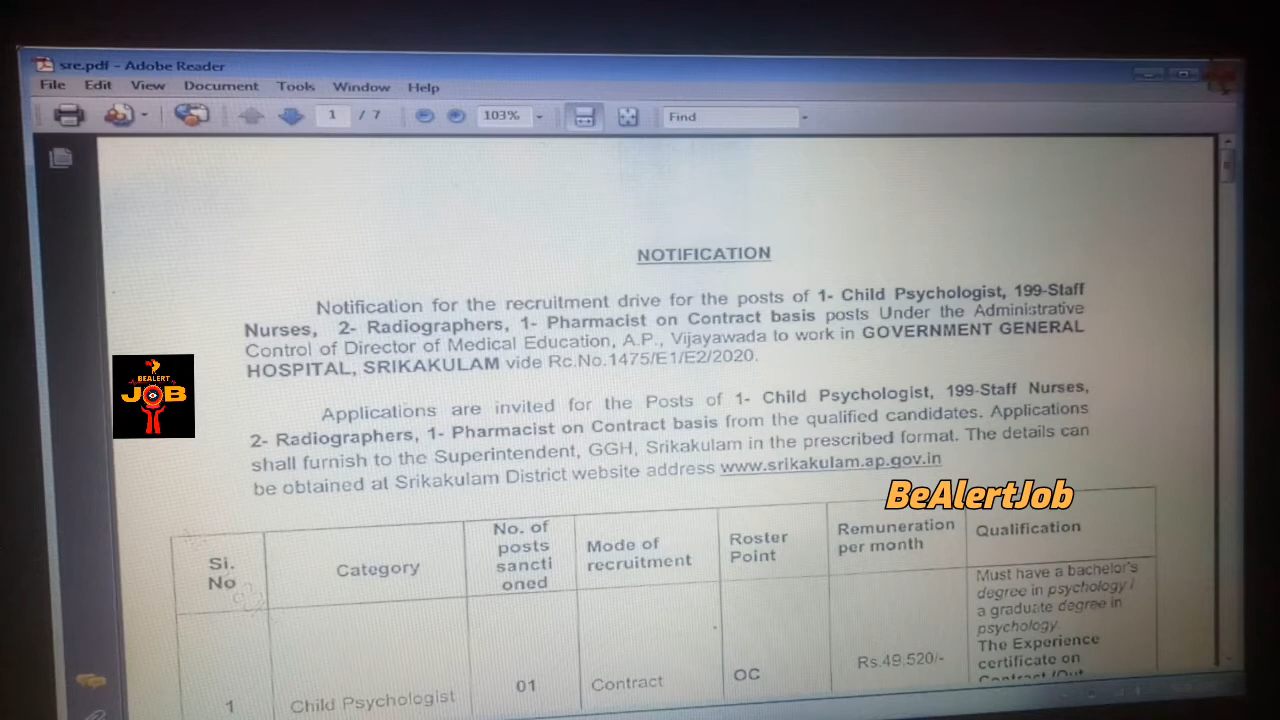 sre.pdf - Adobe Reader
File Edit View Document Tools Window Help
1 / 7 103% Find
NOTIFICATION
Notification for the recruitment drive for the posts of 1- Child Psychologist, 199-Staff
Nurses, 2- Radiographers, 1- Pharmacist on Contract basis posts Under the Administrative
Control of Director of Medical Education, A.P., Vijayawada to work in GOVERNMENT GENERAL
HOSPITAL, SRIKAKULAM vide Rc.No.1475/E1/E2/2020.
BEALERT
JOB
Applications are invited for the Posts of 1- Child Psychologist, 199-Staff Nurses,
2- Radiographers, 1- Pharmacist on Contract basis from the qualified candidates. Applications
shall furnish to the Superintendent, GGH, Srikakulam in the prescribed format. The details can
be obtained at Srikakulam District website address www.srikakulam.ap.gov.in
BeAlertJob
Si.
No
Category
No. of
posts
sancti
oned
Mode of
recruitment
Roster
Point
Remuneration
per month
Qualification
1
Child Psychologist
01
Contract
OC
Rs.49,520/-
Must have a bachelor's
degree in psychology /
a graduate degree in
psychology.
The Experience
certificate on
Contract /Out